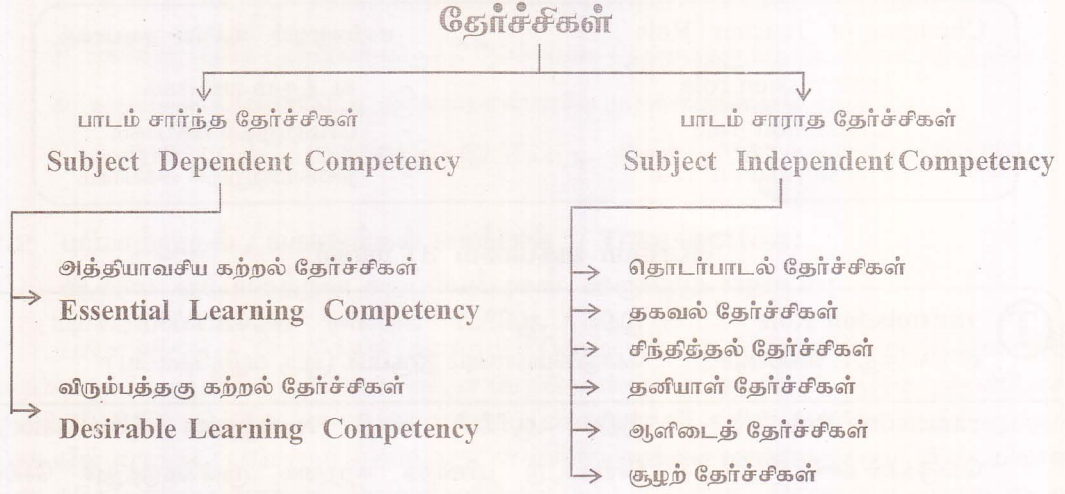 தேர்ச்சிகள்
பாடம் சார்ந்த தேர்ச்சிகள்
Subject Dependent Competency
அத்தியாவசிய கற்றல் தேர்ச்சிகள்
Essential Learning Competency
விரும்பத்தகு கற்றல் தேர்ச்சிகள்
Desirable Learning Competency
பாடம் சாராத தேர்ச்சிகள்
Subject Independent Competency
தொடர்பாடல் தேர்ச்சிகள்
தகவல் தேர்ச்சிகள்
சிந்தித்தல் தேர்ச்சிகள்
தனியாள் தேர்ச்சிகள்
ஆளிடைத் தேர்ச்சிகள்
சூழற் தேர்ச்சிகள்